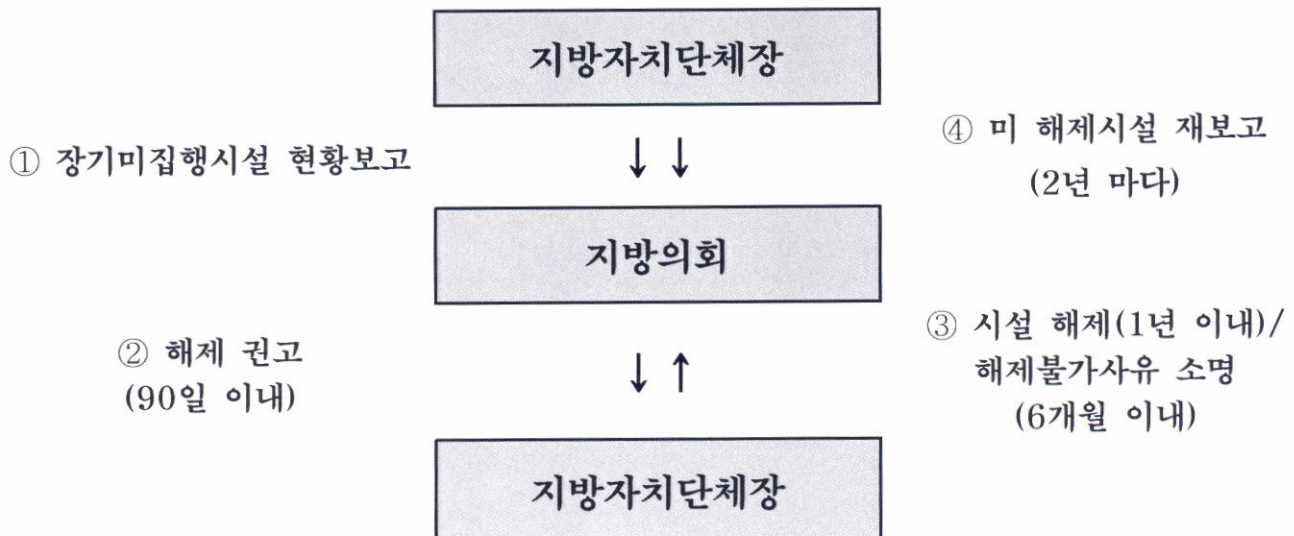 지방자치단체장
① 장기미집행시설 현황보고
↓ ↓
④ 미 해제시설 재보고
(2년 마다)
지방의회
② 해제 권고
(90일 이내)
↓ ↑
③ 시설 해제(1년 이내)/
해제불가사유 소명
(6개월 이내)
지방자치단체장